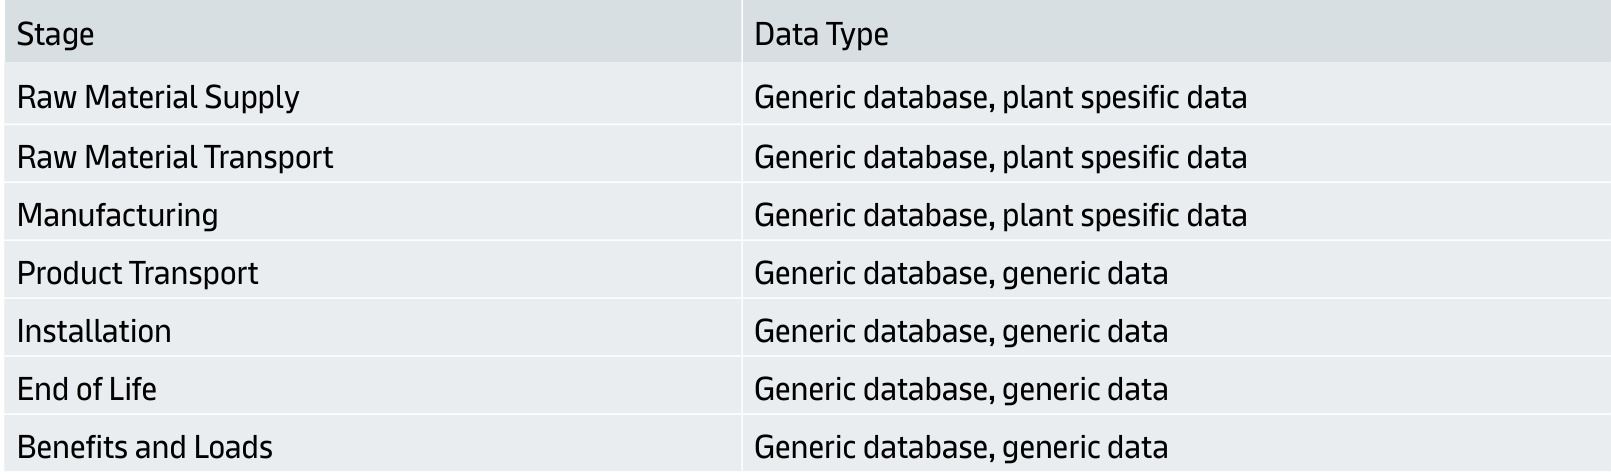 Stage Data Type
Raw Material Supply Generic database, plant spesific data
Raw Material Transport Generic database, plant spesific data
Manufacturing Generic database, plant spesific data
Product Transport Generic database, generic data
Installation Generic database, generic data
End of Life Generic database, generic data
Benefits and Loads Generic database, generic data